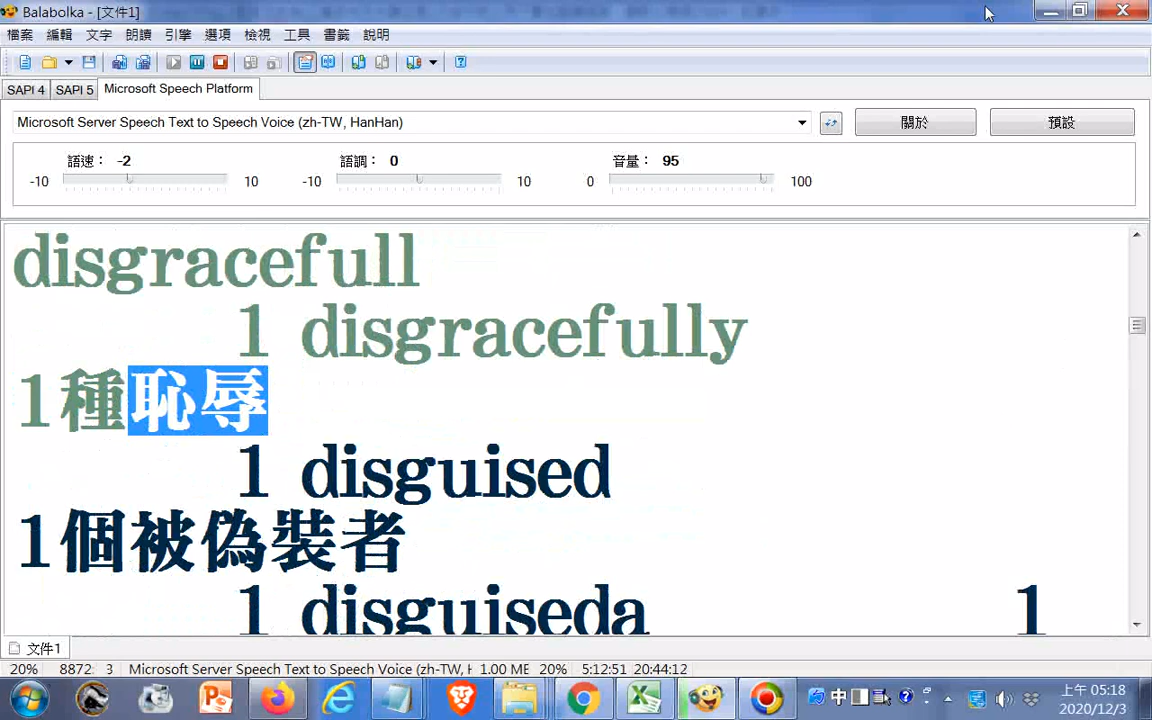 Balabolka - [文件1]
檔案 編輯 文字 朗讀 引擎 選項 檢視 工具 書籤 說明
SAPI 4 SAPI 5 Microsoft Speech Platform
Microsoft Server Speech Text to Speech Voice (zh-TW, HanHan) 關於 預設
語速： -2 語調： 0 音量： 95
-10 10 -10 10 0 100
disgracefull
1 disgracefully
1種恥辱
1 disguised
1個被偽裝者
1 disguiseda 1
文件1
20% 8872: 3 Microsoft Server Speech Text to Speech Voice (zh-TW, H 1.00 ME 20% 5:12:51 20:44:12
中 上午 05:18
2020/12/3